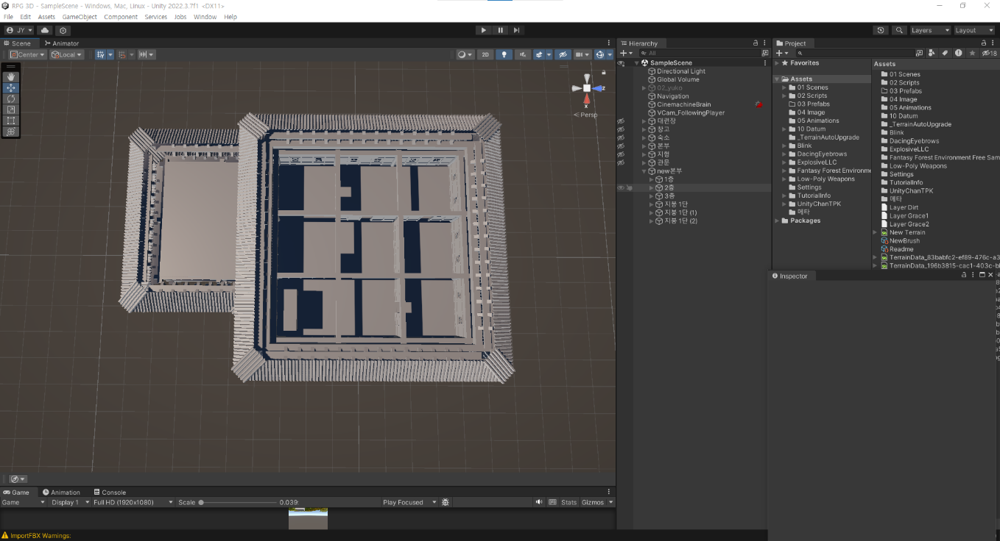 RPG 3D - SampleScene - Windows, Mac, Linux - Unity 2022.3.7f1 <DX11>
File Edit Assets GameObject Component Services Jobs Window Help
JY
Layers Layout
Scene Animator
Center Local
2D
z
x
Persp
Hierarchy
All
SampleScene
Directional Light
Global Volume
02_yuko
Navigation
CinemachineBrain
VCam_FollowingPlayer
대련장
창고
숙소
본부
지형
관문
new본부
1층
2층
3층
지붕 1단
지붕 1단 (1)
지붕 1단 (2)
Project
18
Favorites
Assets
01 Scenes
02 Scripts
03 Prefabs
04 Image
05 Animations
10 Datum
_TerrainAutoUpgrade
Blink
DacingEyebrows
ExplosiveLLC
Fantasy Forest Environme
Low-Poly Weapons
Settings
TutorialInfo
UnityChanTPK
메타
Packages
Assets
01 Scenes
02 Scripts
03 Prefabs
04 Image
05 Animations
10 Datum
_TerrainAutoUpgrade
Blink
DacingEyebrows
ExplosiveLLC
Fantasy Forest Environment Free Sam
Low-Poly Weapons
Settings
TutorialInfo
UnityChanTPK
메타
Layer Dirt
Layer Grace1
Layer Grace2
New Terrain
NewBrush
Readme
TerrainData_83babfc2-ef89-476c-a3
TerrainData_196b3815-cac1-403c-b
Inspector
Game Animation Console
Game Display 1 Full HD (1920x1080) Scale 0.039: Play Focused Stats Gizmos
ImportFBX Warnings: